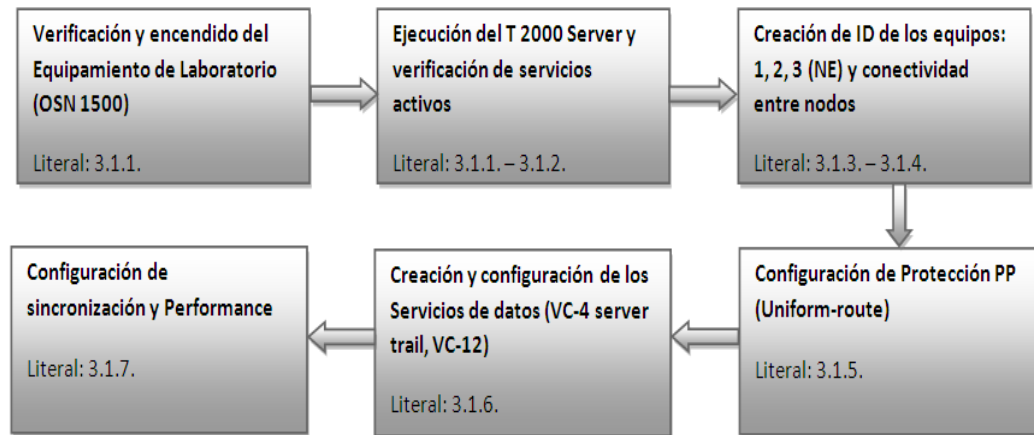 Verificación y encendido del
Equipamiento de Laboratorio
(OSN 1500)
Literal: 3.1.1.
Ejecución del T 2000 Server y
verificación de servicios
activos
Literal: 3.1.1. – 3.1.2.
Creación de ID de los equipos:
1, 2, 3 (NE) y conectividad
entre nodos
Literal: 3.1.3. – 3.1.4.
Configuración de Protección PP
(Uniform-route)
Literal: 3.1.5.
Creación y configuración de los
Servicios de datos (VC-4 server
trail, VC-12)
Literal: 3.1.6.
Configuración de
sincronización y Performance
Literal: 3.1.7.